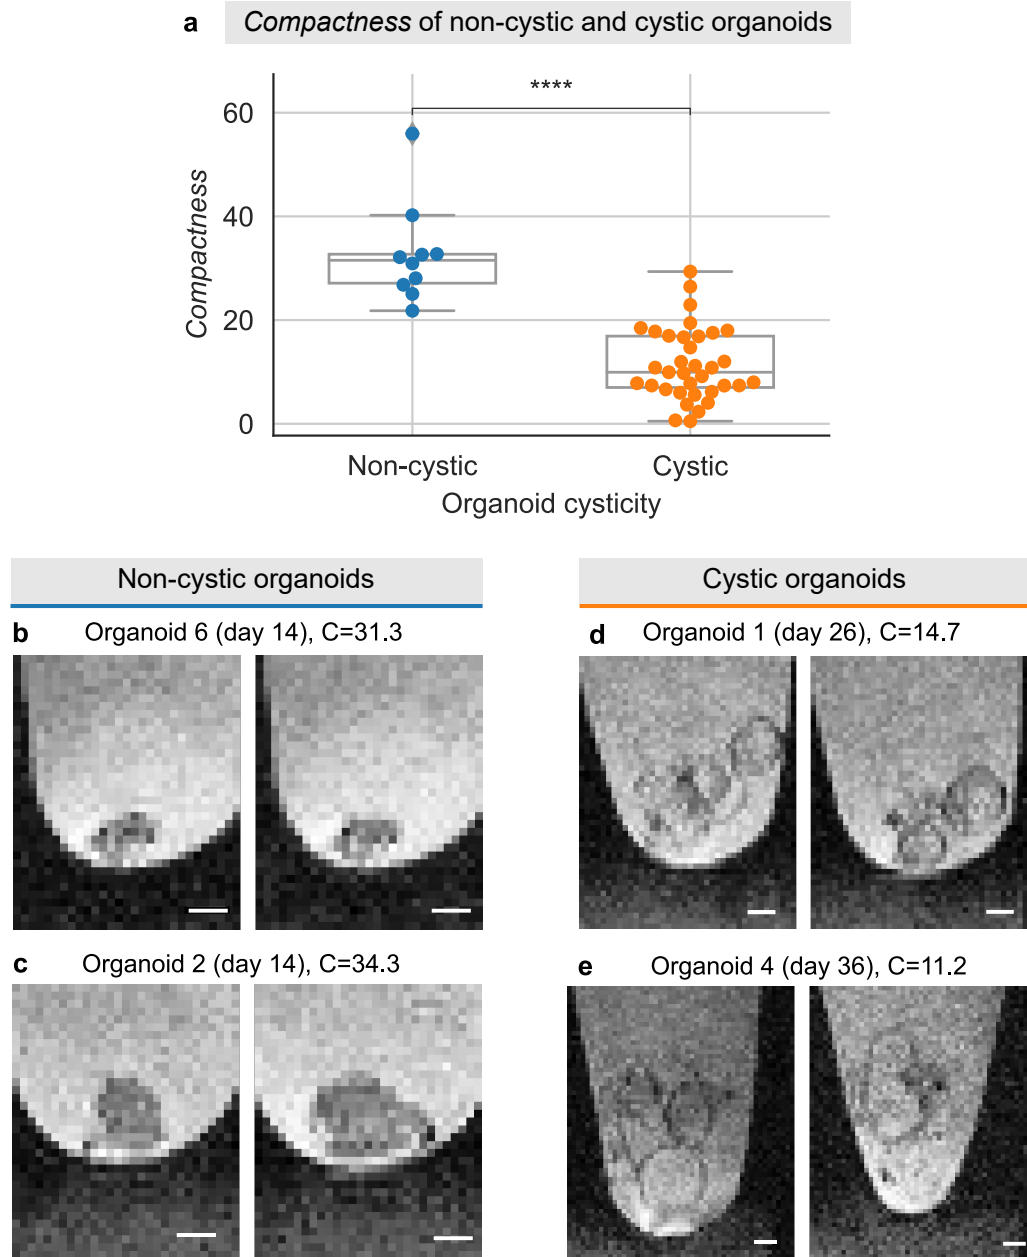 a Compactness of non-cystic and cystic organoids
****
60
40
20
0
Compactness
Non-cystic Cystic
Organoid cysticity
Non-cystic organoids
Cystic organoids
b Organoid 6 (day 14), C=31.3
d Organoid 1 (day 26), C=14.7
c Organoid 2 (day 14), C=34.3
e Organoid 4 (day 36), C=11.2